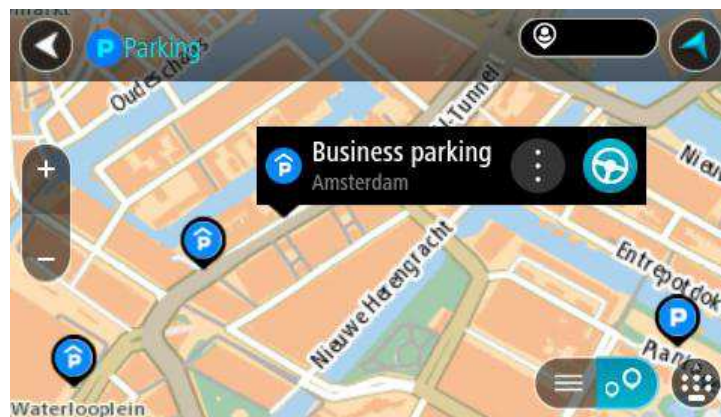 Parking
Oudeschans
-Tunnel
Business parking
Amsterdam
Nieuwe Herengracht
Entrepotdok
Waterlooplein